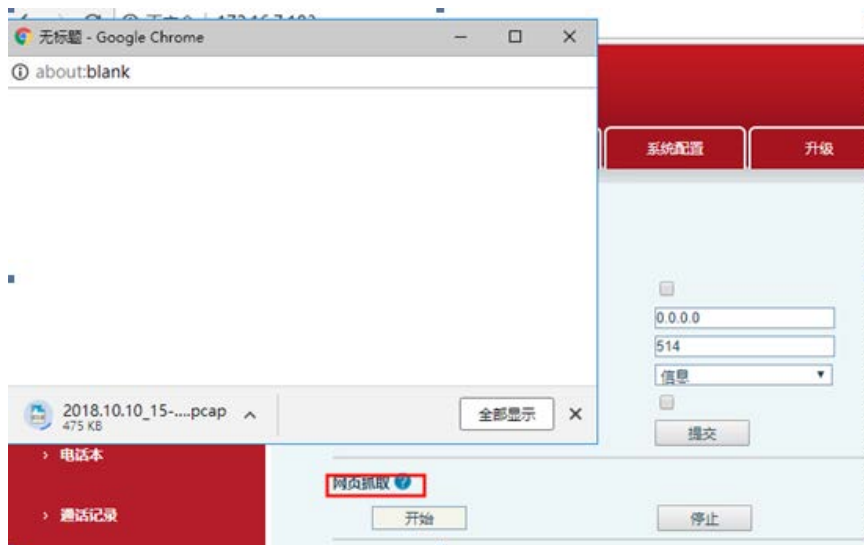 无标题 - Google Chrome
about:blank
系统配置
升级
0.0.0.0
514
信息
2018.10.10_15-....pcap
475 KB
全部显示
提交
电话本
网页抓取
通话记录
开始
停止